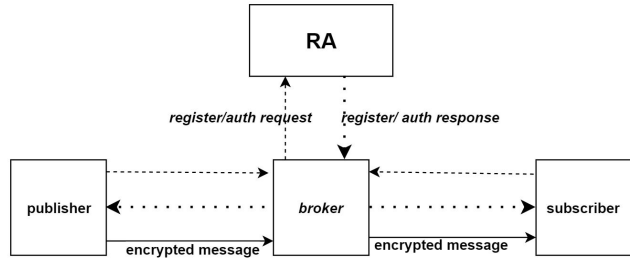 RA
register/auth request
register/ auth response
publisher
broker
subscriber
encrypted message
encrypted message